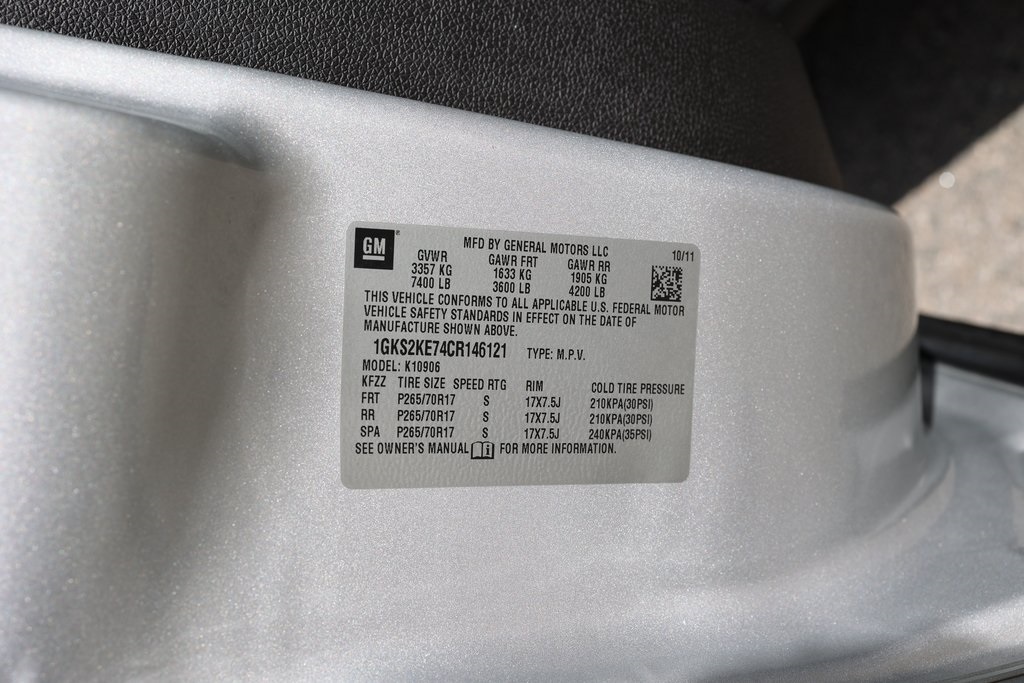 GM ®
MFD BY GENERAL MOTORS LLC
10/11
GVWR GAWR FRT GAWR RR
3357 KG 1633 KG 1905 KG
7400 LB 3600 LB 4200 LB
THIS VEHICLE CONFORMS TO ALL APPLICABLE U.S. FEDERAL MOTOR
VEHICLE SAFETY STANDARDS IN EFFECT ON THE DATE OF
MANUFACTURE SHOWN ABOVE.
1GKS2KE74CR146121 TYPE: M.P.V.
MODEL: K10906
KFZZ TIRE SIZE SPEED RTG RIM COLD TIRE PRESSURE
FRT P265/70R17 S 17X7.5J 210KPA(30PSI)
RR P265/70R17 S 17X7.5J 210KPA(30PSI)
SPA P265/70R17 S 17X7.5J 240KPA(35PSI)
SEE OWNER'S MANUAL i FOR MORE INFORMATION.